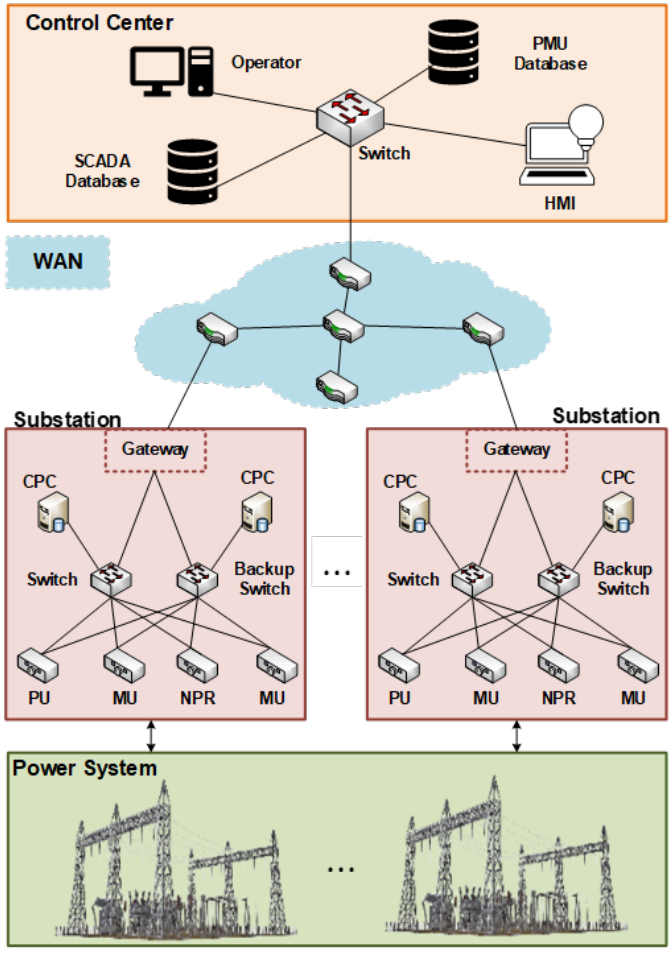 Control Center
Operator
PMU
Database
SCADA
Database
Switch
HMI
WAN
Substation
Substation
Gateway
Gateway
CPC
CPC
CPC
CPC
Switch
Backup
Switch
...
Switch
Backup
Switch
PU
MU
NPR
MU
PU
MU
NPR
MU
Power System
...